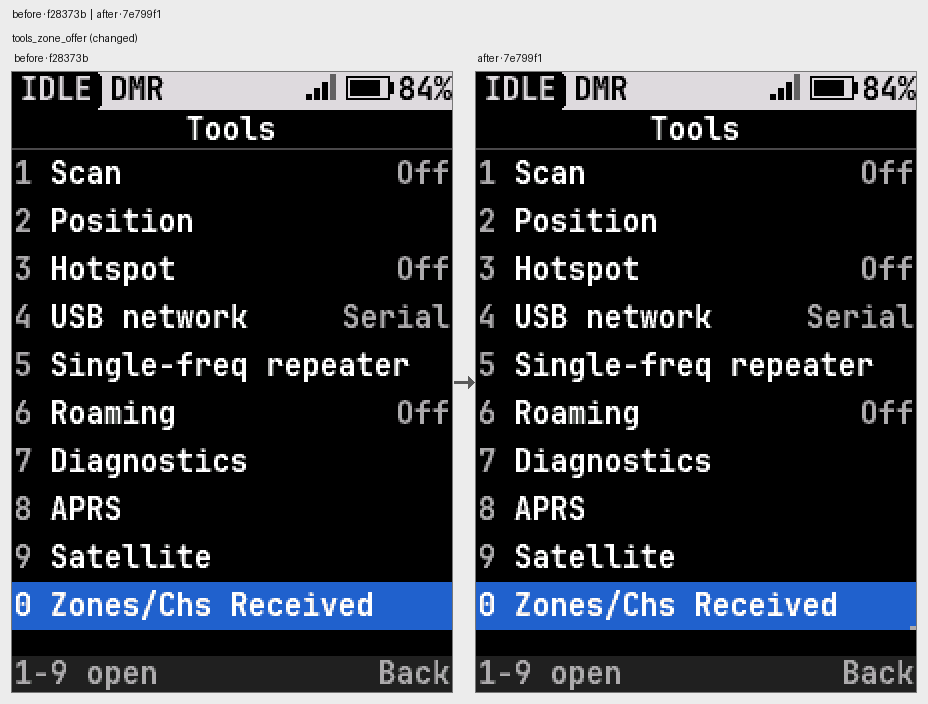 before·f28373b | after·7e799f1
tools_zone_offer (changed)
before·f28373b
IDLE DMR 84%
Tools
1 Scan Off
2 Position
3 Hotspot Off
4 USB network Serial
5 Single-freq repeater
6 Roaming Off
7 Diagnostics
8 APRS
9 Satellite
0 Zones/Chs Received
1-9 open Back
→
after·7e799f1
IDLE DMR 84%
Tools
1 Scan Off
2 Position
3 Hotspot Off
4 USB network Serial
5 Single-freq repeater
6 Roaming Off
7 Diagnostics
8 APRS
9 Satellite
0 Zones/Chs Received
1-9 open Back